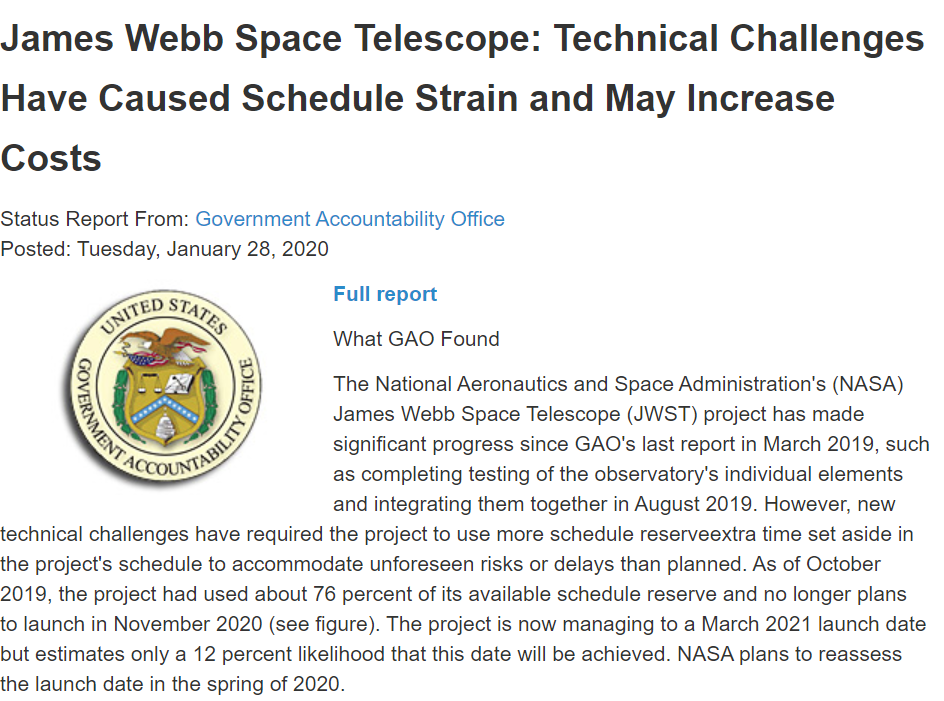 James Webb Space Telescope: Technical Challenges
Have Caused Schedule Strain and May Increase
Costs
Status Report From: Government Accountability Office
Posted: Tuesday, January 28, 2020
UNITED STATES
GOVERNMENT ACCOUNTABILITY OFFICE
Full report
What GAO Found
The National Aeronautics and Space Administration's (NASA)
James Webb Space Telescope (JWST) project has made
significant progress since GAO's last report in March 2019, such
as completing testing of the observatory's individual elements
and integrating them together in August 2019. However, new
technical challenges have required the project to use more schedule reserveextra time set aside in
the project's schedule to accommodate unforeseen risks or delays than planned. As of October
2019, the project had used about 76 percent of its available schedule reserve and no longer plans
to launch in November 2020 (see figure). The project is now managing to a March 2021 launch date
but estimates only a 12 percent likelihood that this date will be achieved. NASA plans to reassess
the launch date in the spring of 2020.